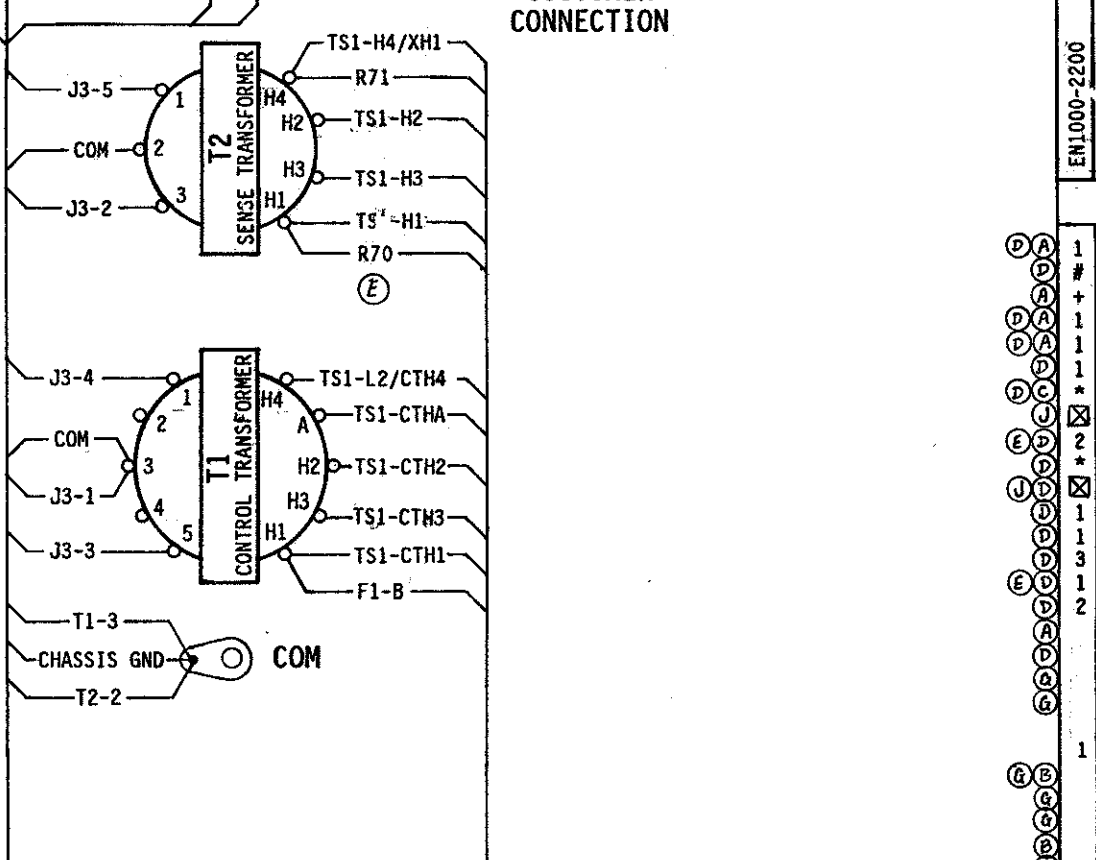 CONNECTION
EN1000-2200
T2
SENSE TRANSFORMER
J3-5
COM
J3-2
1
2
3
H4
H2
H3
H1
TS1-H4/XH1
R71
TS1-H2
TS1-H3
-H1
R70
E
T1
CONTROL TRANSFORMER
J3-4
COM
J3-1
J3-3
1
2
3
4
5
H4
A
H2
H3
H1
TS1-L2/CTH4
TS1-CTHA
TS1-CTH2
TS1-CTH3
TS1-CTH1
F1-B
T1-3
CHASSIS GND
T2-2
COM
D A 1
D #
A +
D A 1
D A 1
D 1
D C *
J
E D 2
D *
J D
D 1
D 1
D 3
E D 1
D 2
A
D
G
G
1
G B
G
G
B